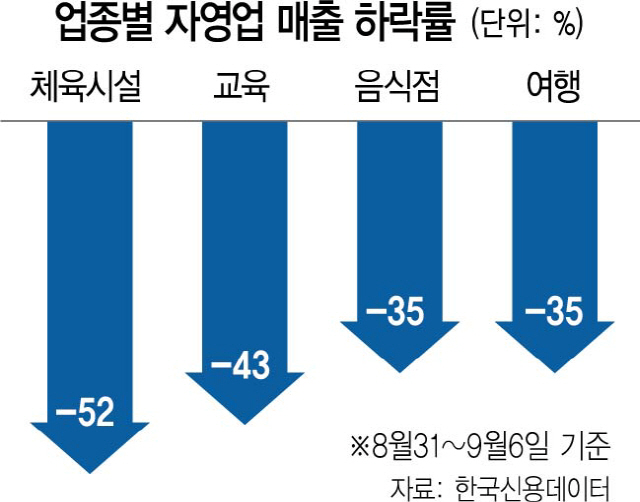 업종별 자영업 매출 하락률 (단위: %)
체육시설 교육 음식점 여행
-52 -43 -35 -35
※8월31~9월6일 기준
자료: 한국신용데이터